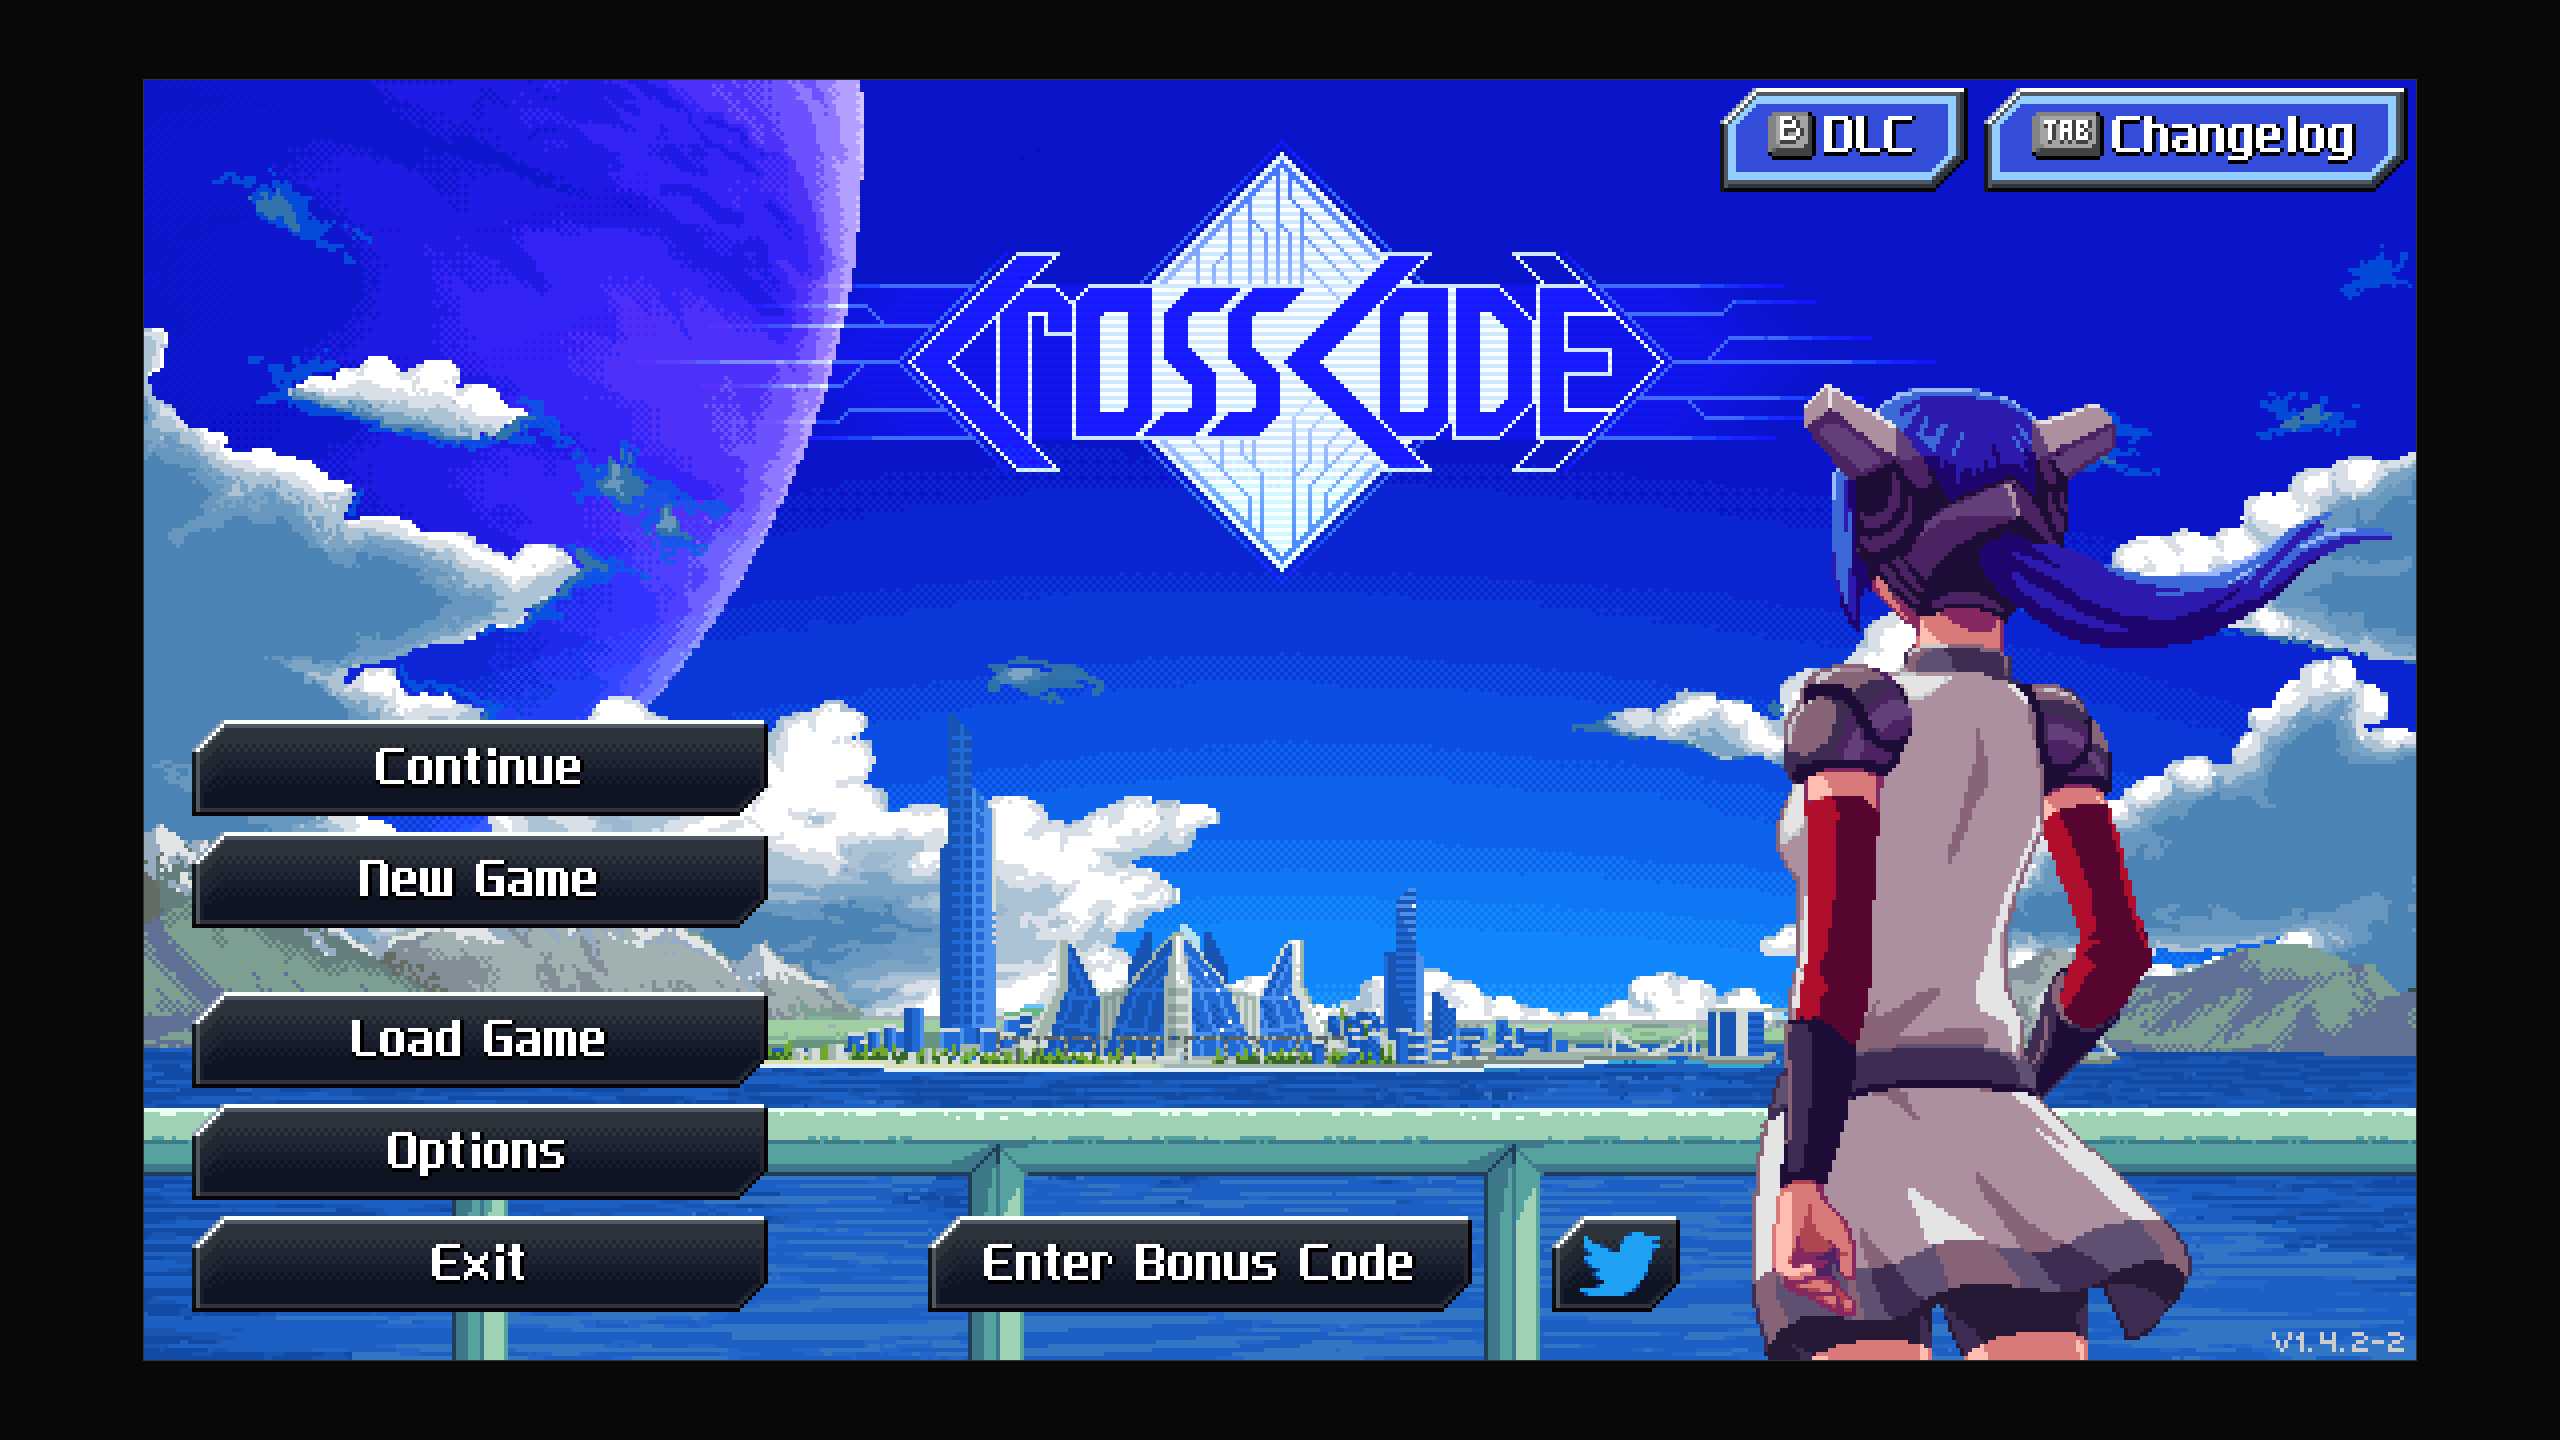 B DLC
TAB Changelog
CrossCode
Continue
New Game
Load Game
Options
Exit
Enter Bonus Code
V1.4.2-2